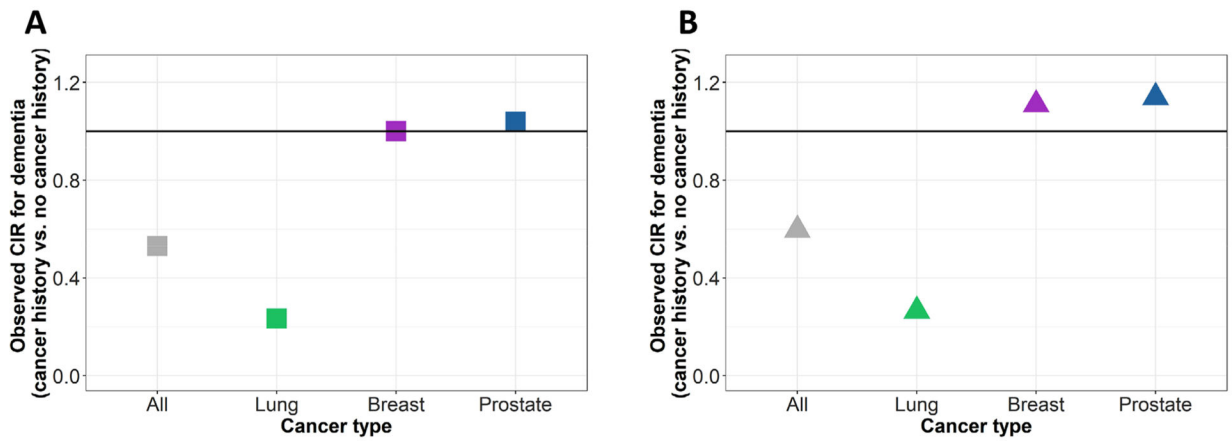 A
Observed CIR for dementia
(cancer history vs. no cancer history)
1.2
0.8
0.4
0.0
All Lung Breast Prostate
Cancer type
B
Observed CIR for dementia
(cancer history vs. no cancer history)
1.2
0.8
0.4
0.0
All Lung Breast Prostate
Cancer type